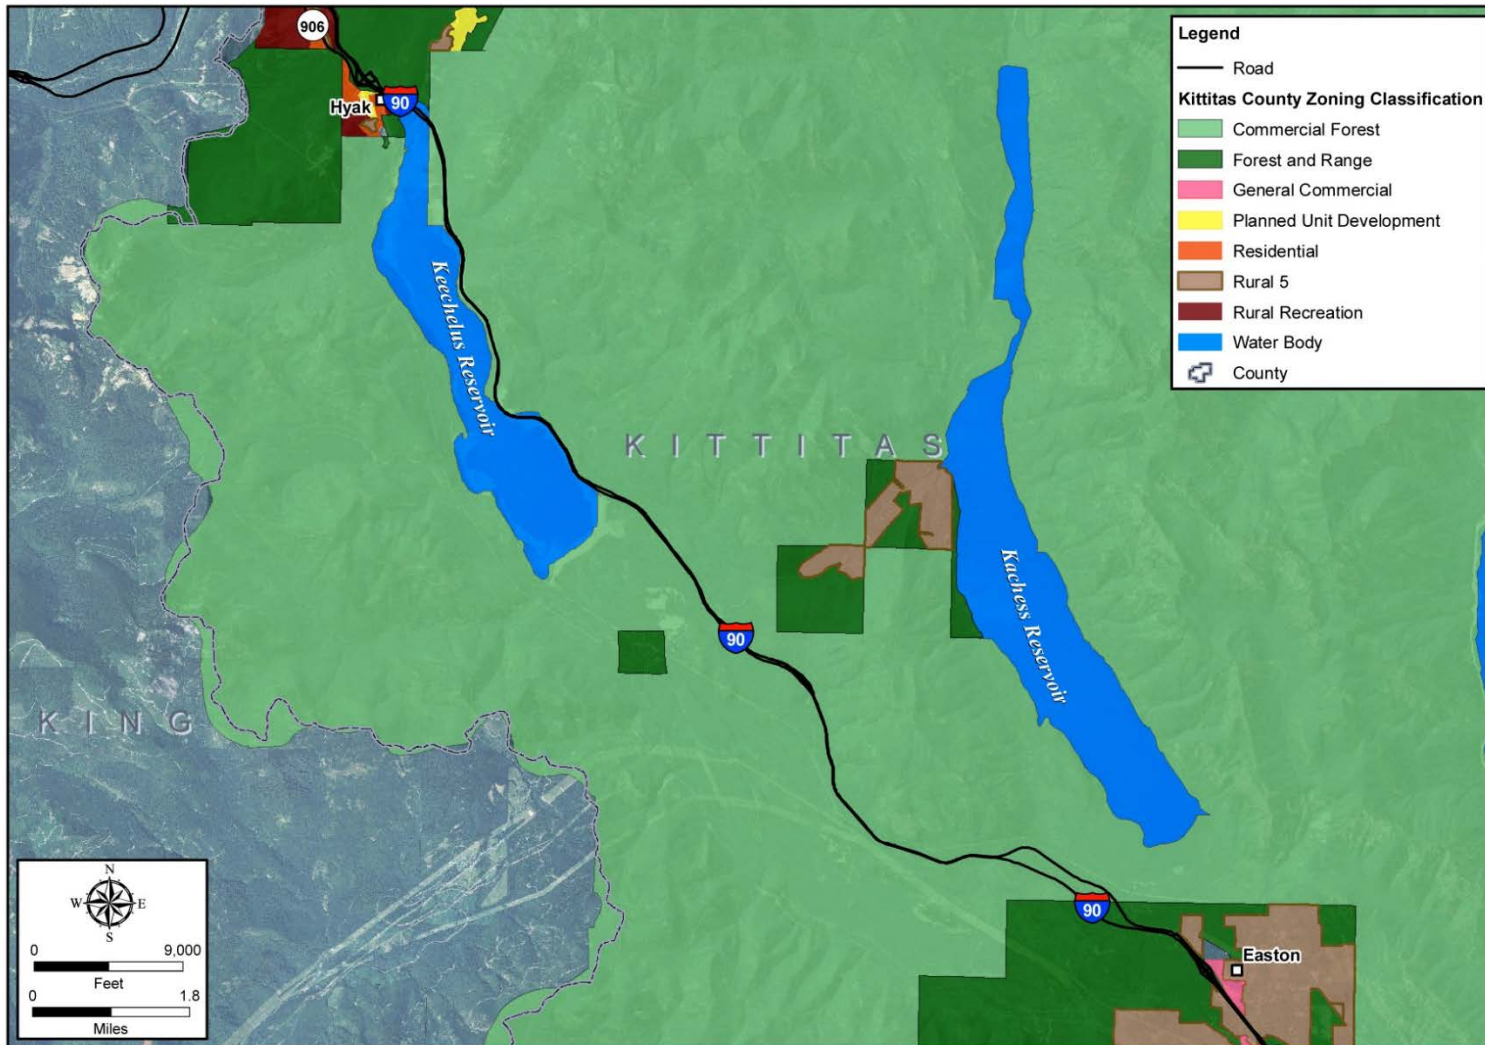 906
Hyak
90
Keechelus Reservoir
KITTITAS
Kachess Reservoir
90
KING
90
Easton
Legend
Road
Kittitas County Zoning Classification
Commercial Forest
Forest and Range
General Commercial
Planned Unit Development
Residential
Rural 5
Rural Recreation
Water Body
County
N
W E
S
0 9,000
Feet
0 1.8
Miles